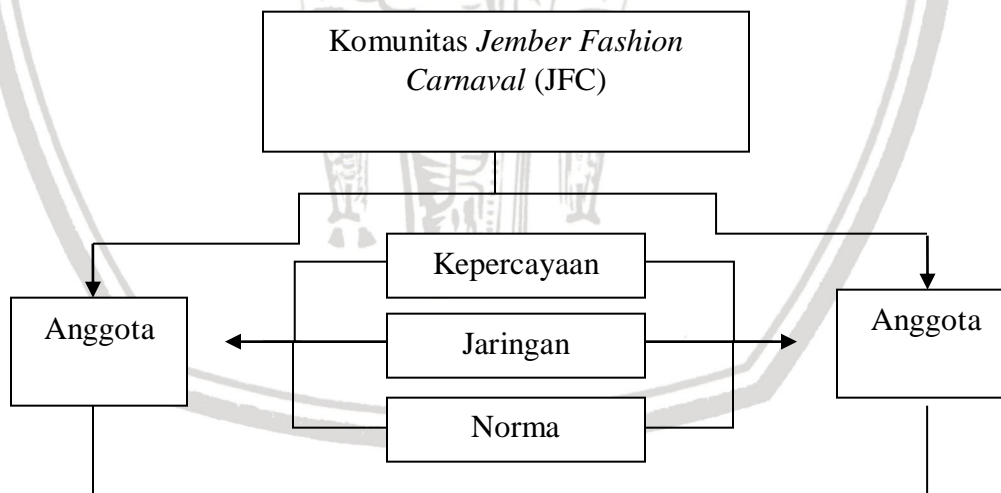 Komunitas Jember Fashion
Carnaval (JFC)
Kepercayaan
Anggota
Jaringan
Anggota
Norma